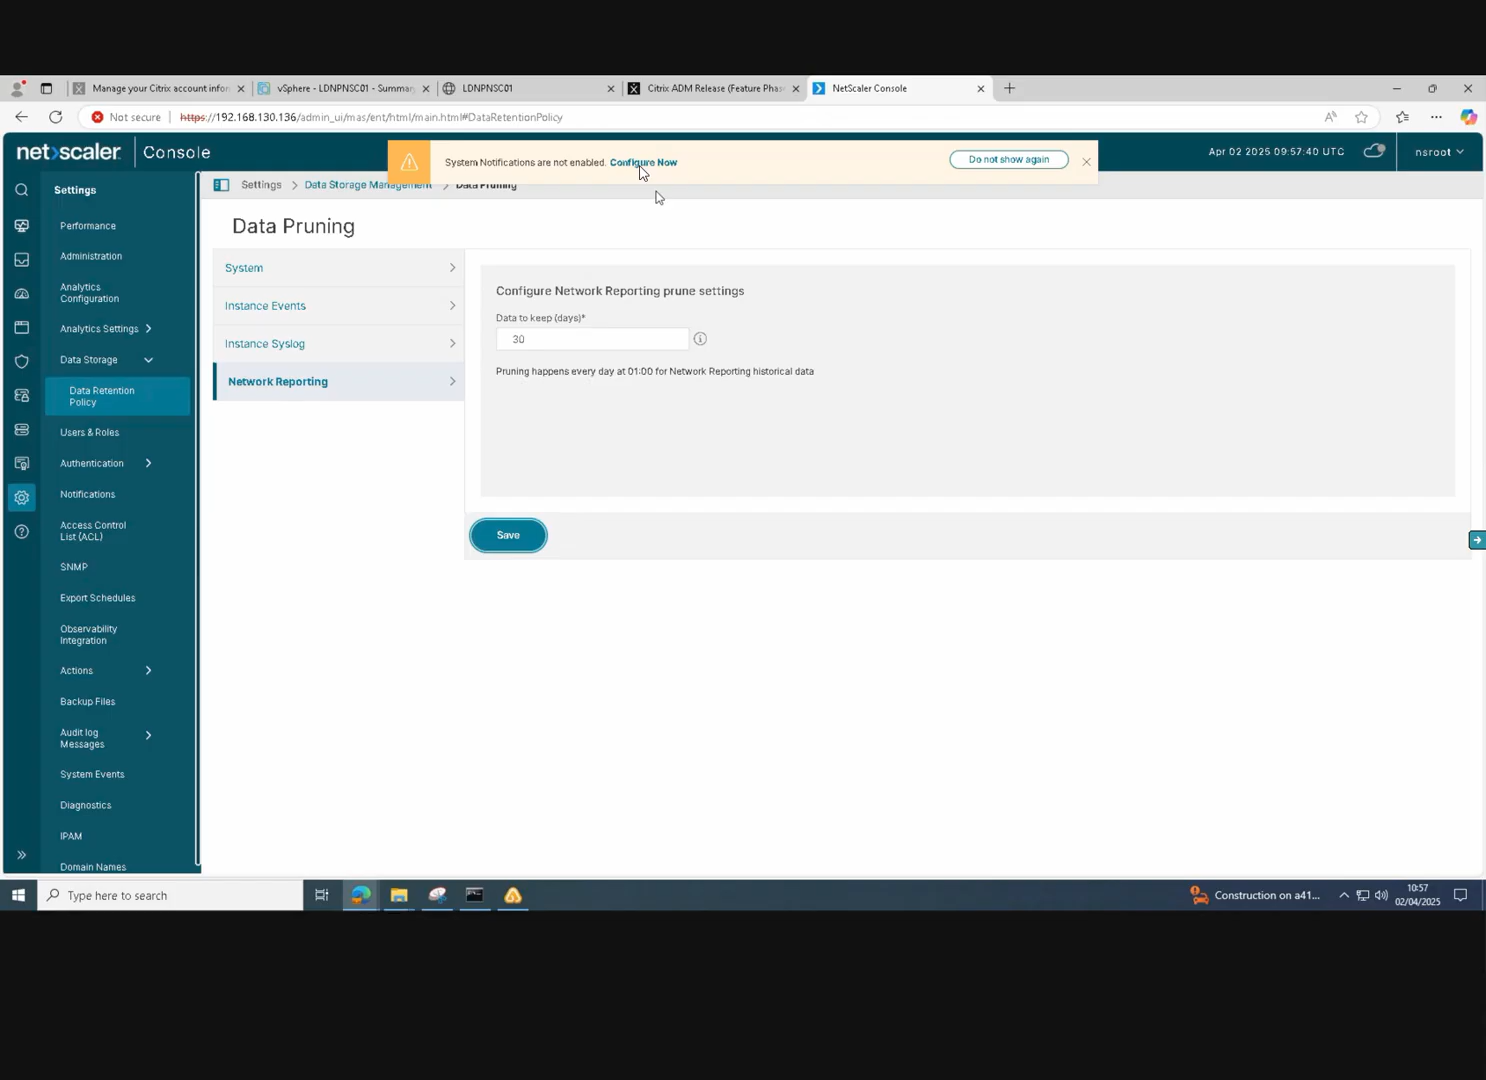 Manage your Citrix account infor
vSphere - LDNPNSC01 - Summar
LDNPNSC01
Citrix ADM Release (Feature Phas
NetScaler Console
Not secure
https://192.168.130.136/admin_ui/mas/ent/html/main.html#DataRetentionPolicy
net>scaler Console
System Notifications are not enabled. Configure Now
Do not show again
Apr 02 2025 09:57:40 UTC
nsroot
Settings
Settings > Data Storage Management > Data Pruning
Data Pruning
Performance
Administration
Analytics
Configuration
Analytics Settings
Data Storage
Data Retention
Policy
Users & Roles
Authentication
Notifications
Access Control
List (ACL)
SNMP
Export Schedules
Observability
Integration
Actions
Backup Files
Audit log
Messages
System Events
Diagnostics
IPAM
Domain Names
System
Instance Events
Instance Syslog
Network Reporting
Configure Network Reporting prune settings
Data to keep (days)*
30
Pruning happens every day at 01:00 for Network Reporting historical data
Save
Type here to search
Construction on a41...
10:57
02/04/2025